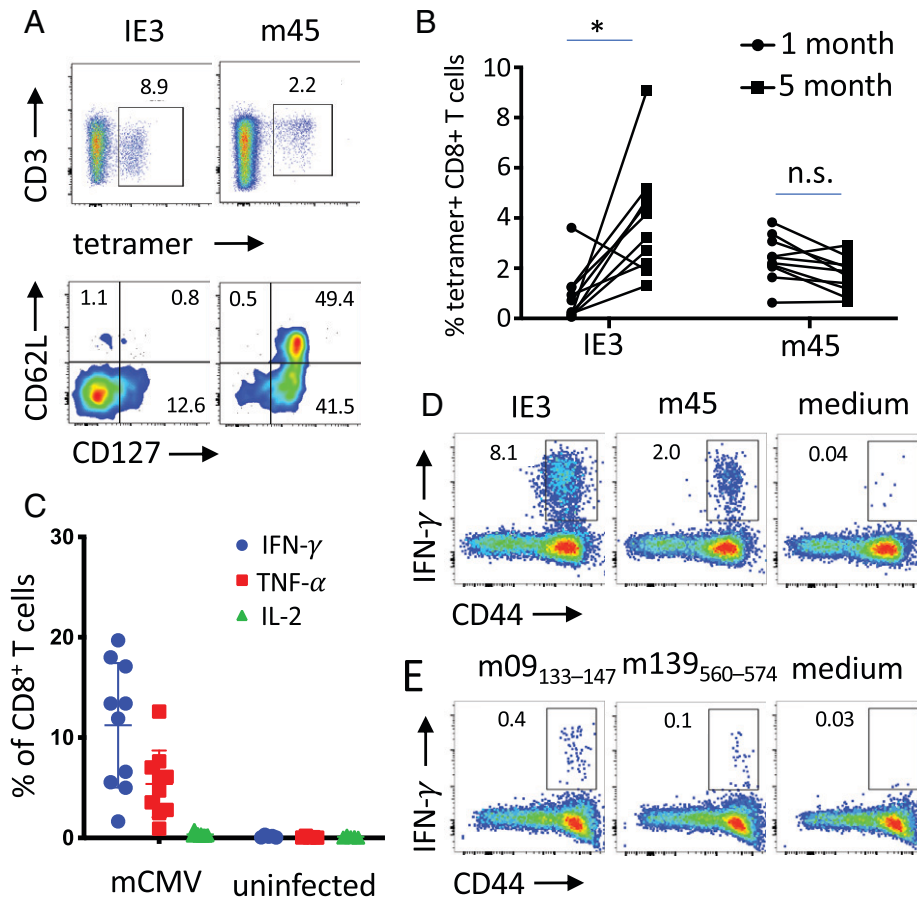 A
IE3
m45
8.9
2.2
CD3
tetramer
1.1
0.8
0.5
49.4
12.6
41.5
CD62L
CD127
B
1 month
5 month
*
n.s.
10
8
6
4
2
0
% tetramer+ CD8+ T cells
IE3
m45
C
30
20
10
0
% of CD8+ T cells
IFN-γ
TNF-α
IL-2
mCMV
uninfected
D
IE3
m45
medium
8.1
2.0
0.04
IFN-γ
CD44
E
m09133–147
m139560–574
medium
0.4
0.1
0.03
IFN-γ
CD44